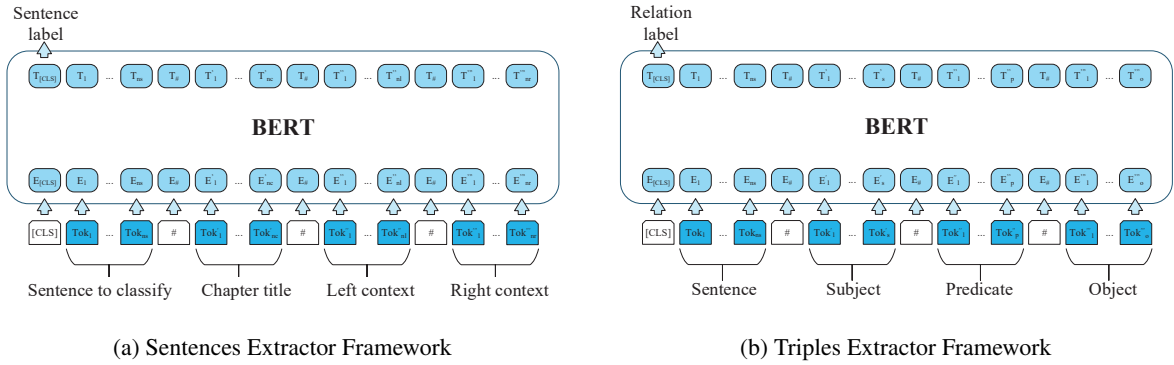 Sentence
label
T[CLS] T1 ... Tns T# T'1 ... T'nc T# T''1 ... T''nl T# T'''1 ... T'''nr
BERT
E[CLS] E1 ... Ens E# E'1 ... E'nc E# E''1 ... E''nl E# E'''1 ... E'''nr
[CLS] Tok1 ... Tokns # Tok'1 ... Tok'nc # Tok''1 ... Tok''nl # Tok'''1 ...
Sentence to classify Chapter title Left context Right context
(a) Sentences Extractor Framework
Relation
label
T[CLS] T1 ... Tns T# T'1 ... T's T# T''1 ... T''p T# T'''1 ... T'''o
BERT
E[CLS] E1 ... Ens E# E'1 ... E's E# E''1 ... E''p E# E'''1 ... E'''o
[CLS] Tok1 ... Tokns # Tok'1 ... Tok's # Tok''1 ... Tok''p # Tok'''1 ... Tok'''o
Sentence Subject Predicate Object
(b) Triples Extractor Framework